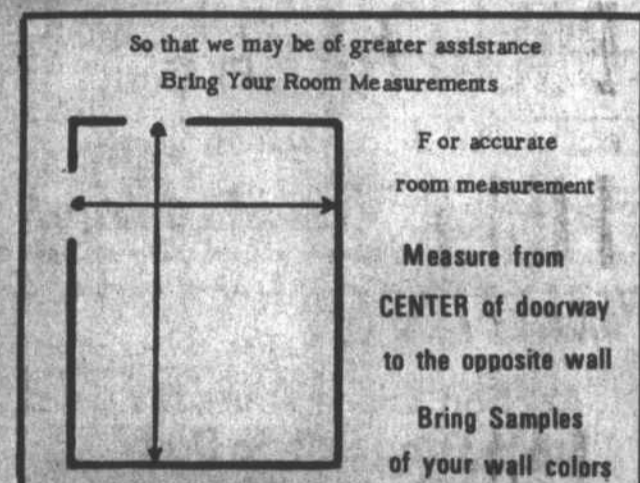 So that we may be of greater assistance
Bring Your Room Measurements
For accurate
room measurement
Measure from
CENTER of doorway
to the opposite wall
Bring Samples
of your wall colors